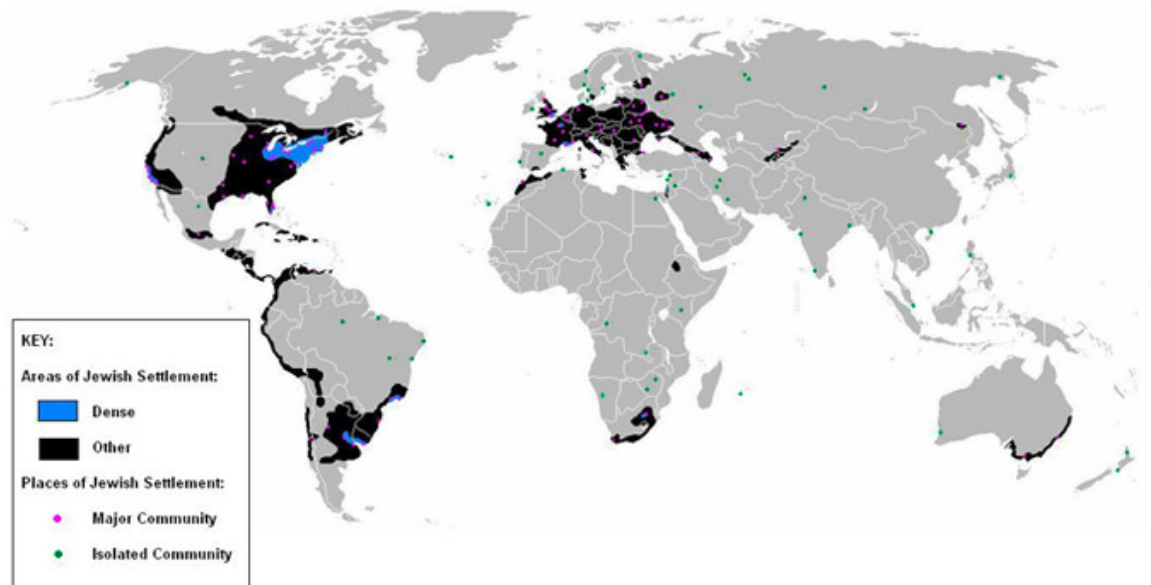 KEY:
Areas of Jewish Settlement:
Dense
Other
Places of Jewish Settlement:
Major Community
Isolated Community